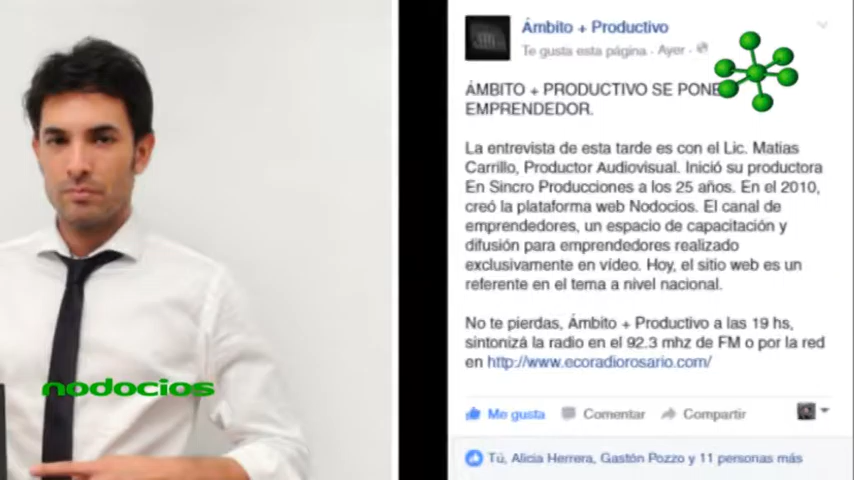 nodocios
Ámbito + Productivo
Te gusta esta página · Ayer ·
ÁMBITO + PRODUCTIVO SE PONE
EMPRENDEDOR.
La entrevista de esta tarde es con el Lic. Matias
Carrillo, Productor Audiovisual. Inició su productora
En Sincro Producciones a los 25 años. En el 2010,
creó la plataforma web Nodocios. El canal de
emprendedores, un espacio de capacitación y
difusión para emprendedores realizado
exclusivamente en video. Hoy, el sitio web es un
referente en el tema a nivel nacional.
No te pierdas, Ámbito + Productivo a las 19 hs,
sintonizá la radio en el 92.3 mhz de FM o por la red
en http://www.ecoradiorosario.com/
Me gusta Comentar Compartir
Tú, Alicia Herrera, Gastón Pozzo y 11 personas más